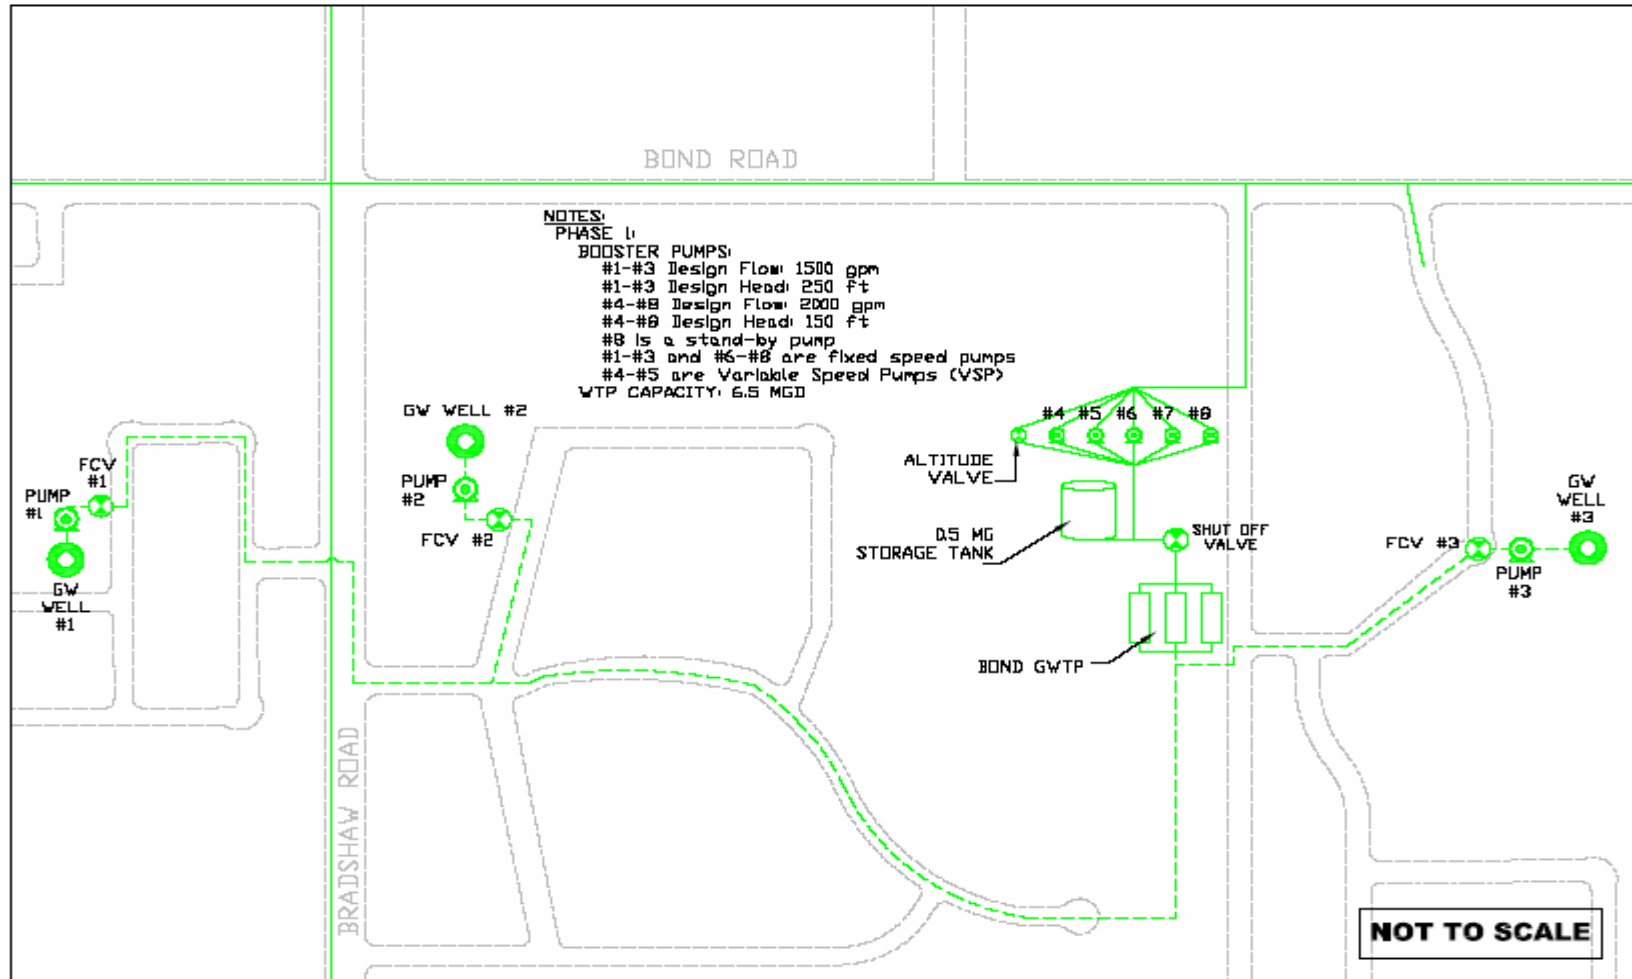 BOND ROAD
NOTES:
PHASE 1:
BOOSTER PUMPS:
#1-#3 Design Flow: 1500 gpm
#1-#3 Design Head: 250 ft
#4-#8 Design Flow: 2000 gpm
#4-#8 Design Head: 150 ft
#8 is a stand-by pump
#1-#3 and #6-#8 are fixed speed pumps
#4-#5 are Variable Speed Pumps (VSP)
WTP CAPACITY: 6.5 MGD
GW WELL #2
#4 #5 #6 #7 #8
ALTITUDE
VALVE
FCV
#1
PUMP
#1
GW
WELL
#1
PUMP
#2
FCV #2
0.5 MG
STORAGE TANK
SHUT OFF
VALVE
BOND GWTP
GW
WELL
#3
FCV #3
PUMP
#3
BRADSHAW ROAD
NOT TO SCALE